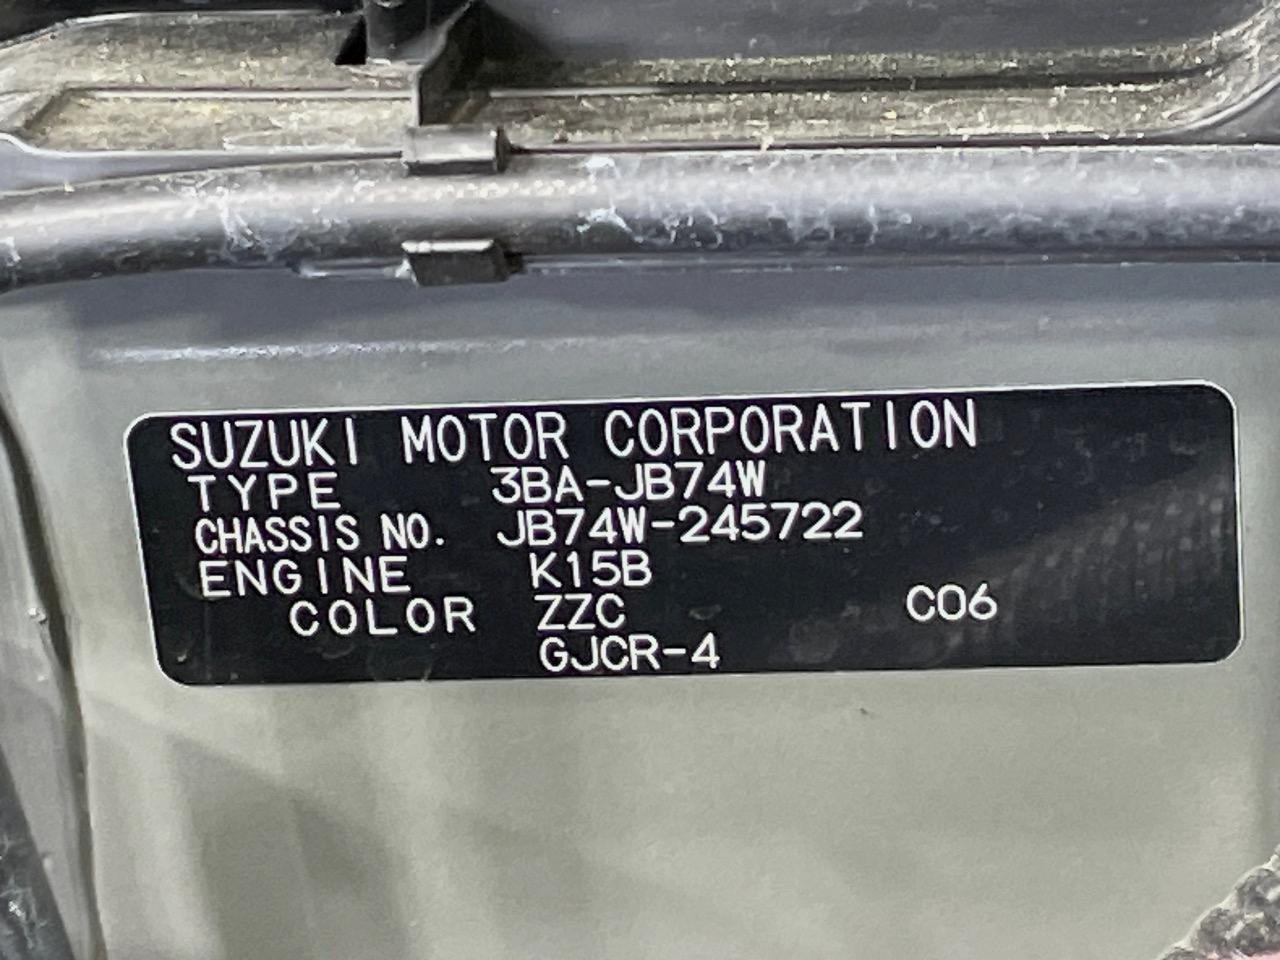 SUZUKI MOTOR CORPORATION
TYPE 3BA-JB74W
CHASSIS NO. JB74W-245722
ENGINE K15B
COLOR ZZC C06
GJCR-4